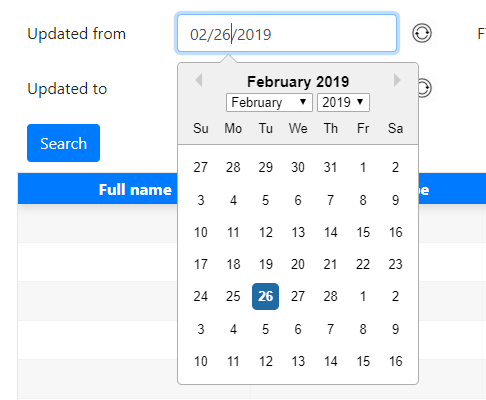 Updated from 02/26/2019 F
Updated to
Search
Full name
February 2019
February 2019
Su Mo Tu We Th Fr Sa
27 28 29 30 31 1 2
3 4 5 6 7 8 9
10 11 12 13 14 15 16
17 18 19 20 21 22 23
24 25 26 27 28 1 2
3 4 5 6 7 8 9
10 11 12 13 14 15 16